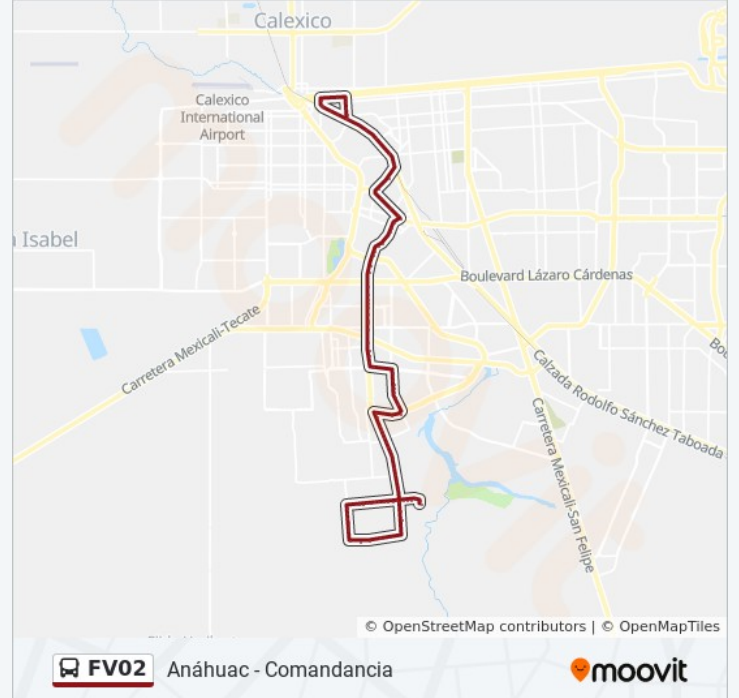 Calexico
Calexico
International
Airport
Isabel
Boulevard Lázaro Cárdenas
Carretera Mexicali-Tecate
Calzada Rodolfo Sánchez Taboada
Carretera Mexicali-San Felipe
© OpenStreetMap contributors | © OpenMapTiles
FV02 Anáhuac - Comandancia
moovit